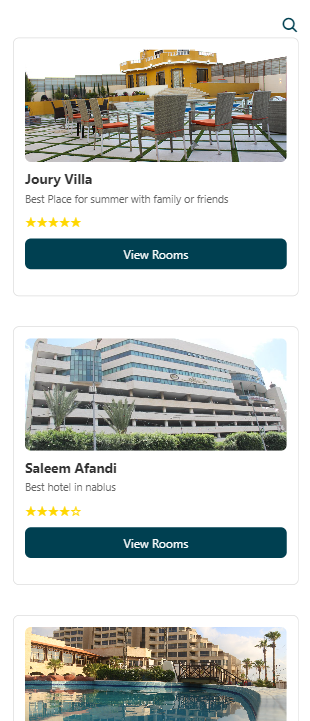 Joury Villa
Best Place for summer with family or friends
★★★★★
View Rooms
Saleem Afandi
Best hotel in nablus
★★★★☆
View Rooms